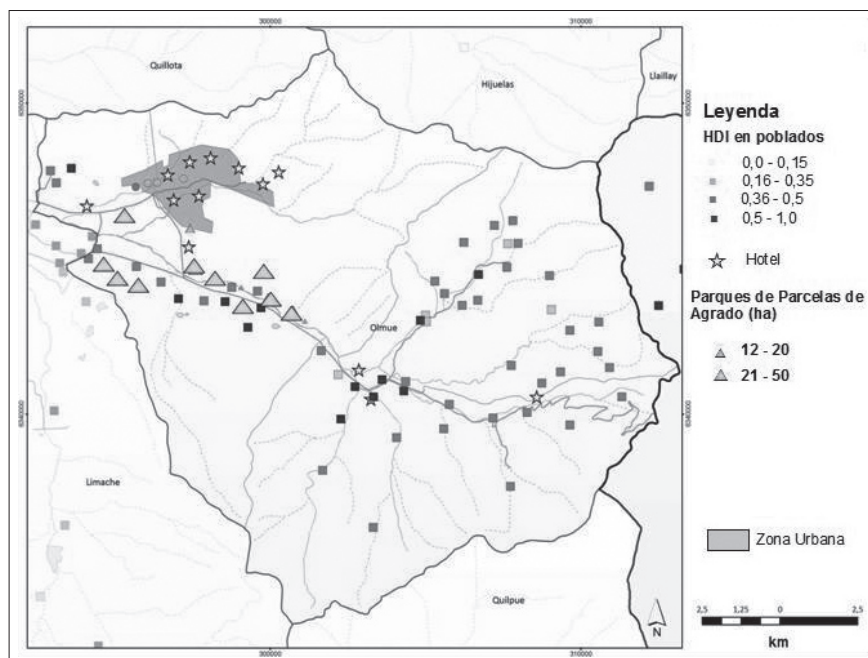 300000
310000
Quillota
Hijuelas
Llaillay
Olmue
Limache
Quilpue
N
300000
310000
6340000
6340000
Leyenda
HDI en poblados
0,0 - 0,15
0,16 - 0,35
0,36 - 0,5
0,5 - 1,0
Hotel
Parques de Parcelas de
Agrado (ha)
12 - 20
21 - 50
Zona Urbana
2,5 1,25 0 2,5
km